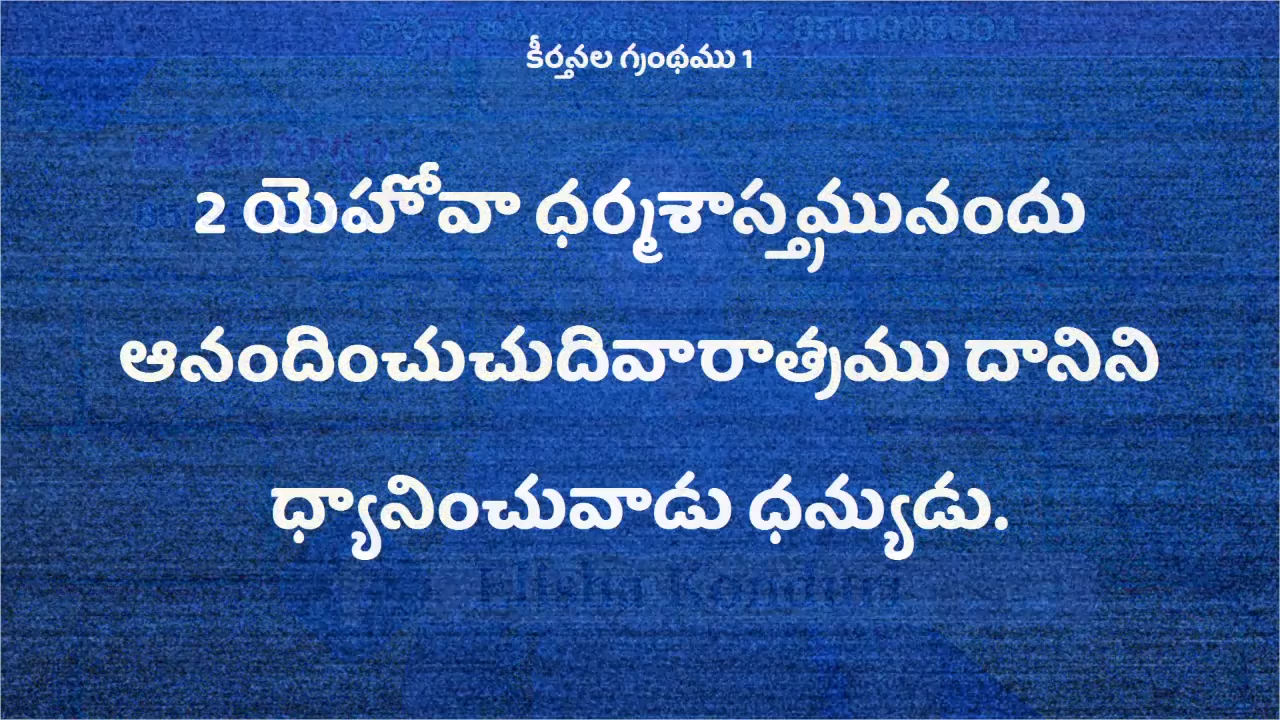 కీర్తనల గ్రంథము 1
2 యెహోవా ధర్మశాస్త్రమునందు
ఆనందించుచుదివారాత్రము దానిని
ధ్యానించువాడు ధన్యుడు.